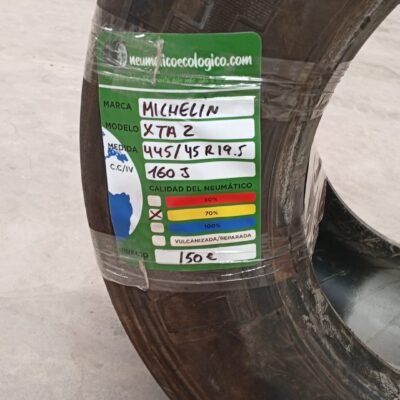 neumáticoecologico.com
MARCA MICHELIN
MODELO XTA 2
MEDIDA 445/45 R 19.5
C.C/IV 160 J
CALIDAD DEL NEUMÁTICO
50%
70%
100%
VULCANIZADA/REPARADA
150 €